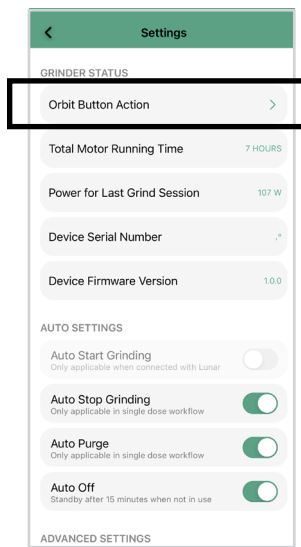 Settings
GRINDER STATUS
Orbit Button Action
Total Motor Running Time 7 HOURS
Power for Last Grind Session 107 W
Device Serial Number
Device Firmware Version 1.0.0
AUTO SETTINGS
Auto Start Grinding
Only applicable when connected with Lunar
Auto Stop Grinding
Only applicable in single dose workflow
Auto Purge
Only applicable in single dose workflow
Auto Off
Standby after 15 minutes when not in use
ADVANCED SETTINGS